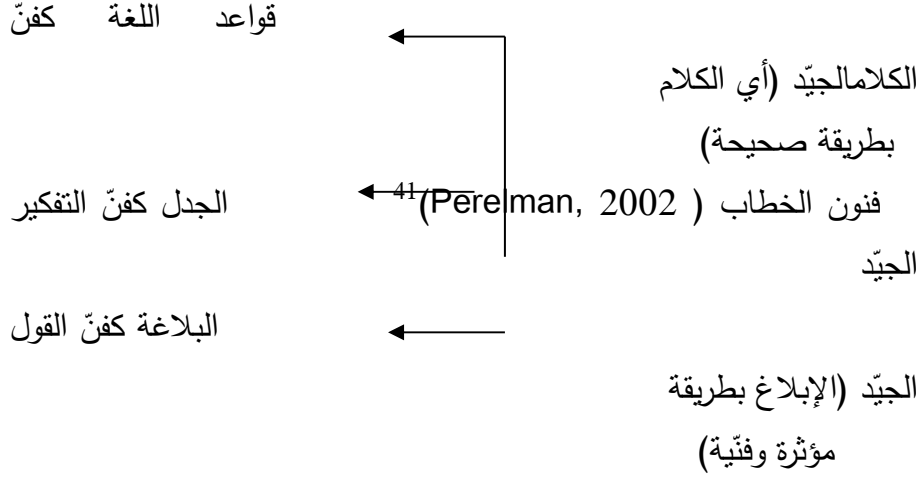 قواعد اللغة كفنّ
الكلامالجيّد (أي الكلام
بطريقة صحيحة)
فنون الخطاب ( Perelman, 2002)41 الجدل كفنّ التفكير
الجيّد
البلاغة كفنّ القول
الجيّد (الإبلاغ بطريقة
مؤثرة وفنّية)